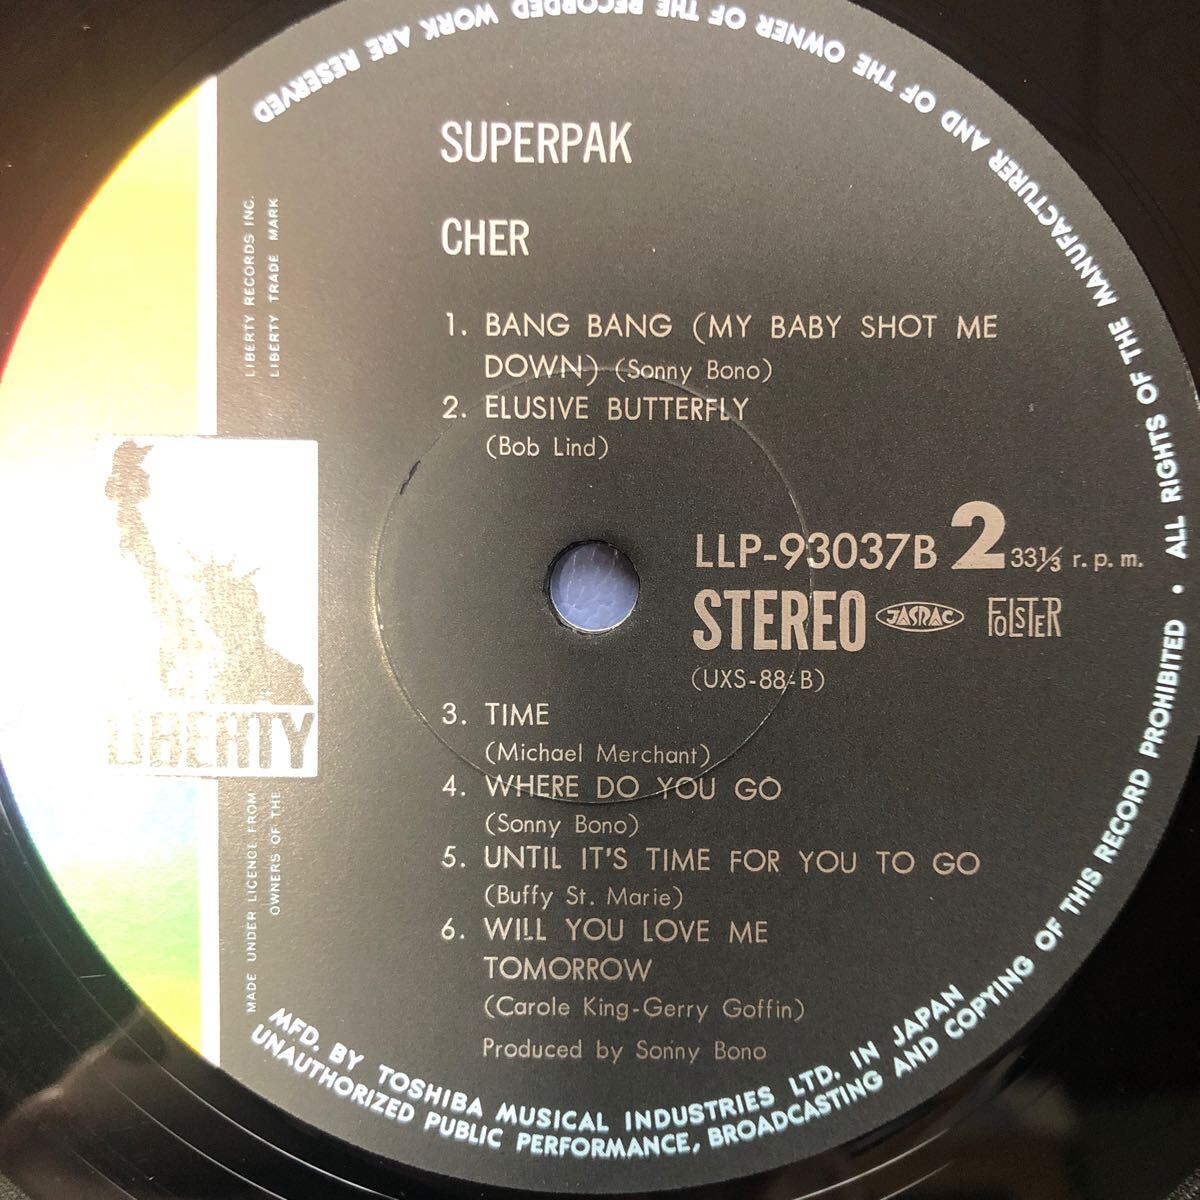 SUPERPAK
CHER
1. BANG BANG (MY BABY SHOT ME
DOWN) (Sonny Bono)
2. ELUSIVE BUTTERFLY
(Bob Lind)
LLP-93037B 2 33⅓ r.p.m.
STEREO JASRAC FOLSTER
(UXS-88-B)
3. TIME
(Michael Merchant)
4. WHERE DO YOU GO
(Sonny Bono)
5. UNTIL IT'S TIME FOR YOU TO GO
(Buffy St. Marie)
6. WILL YOU LOVE ME
TOMORROW
(Carole King-Gerry Goffin)
Produced by Sonny Bono
LIBERTY RECORDS INC.
LIBERTY TRADE MARK
LIBERTY
MADE UNDER LICENCE FROM
OWNERS OF THE
MFD. BY TOSHIBA MUSICAL INDUSTRIES LTD. IN JAPAN
UNAUTHORIZED PUBLIC PERFORMANCE, BROADCASTING AND COPYING OF THIS RECORD PROHIBITED • ALL RIGHTS OF THE MANUFACTURER AND OF THE OWNER OF THE RECORDED WORK ARE RESERVED